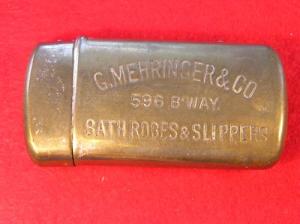 G. MEHRINGER & CO
596 B'WAY.
BATH ROBES & SLIPPERS